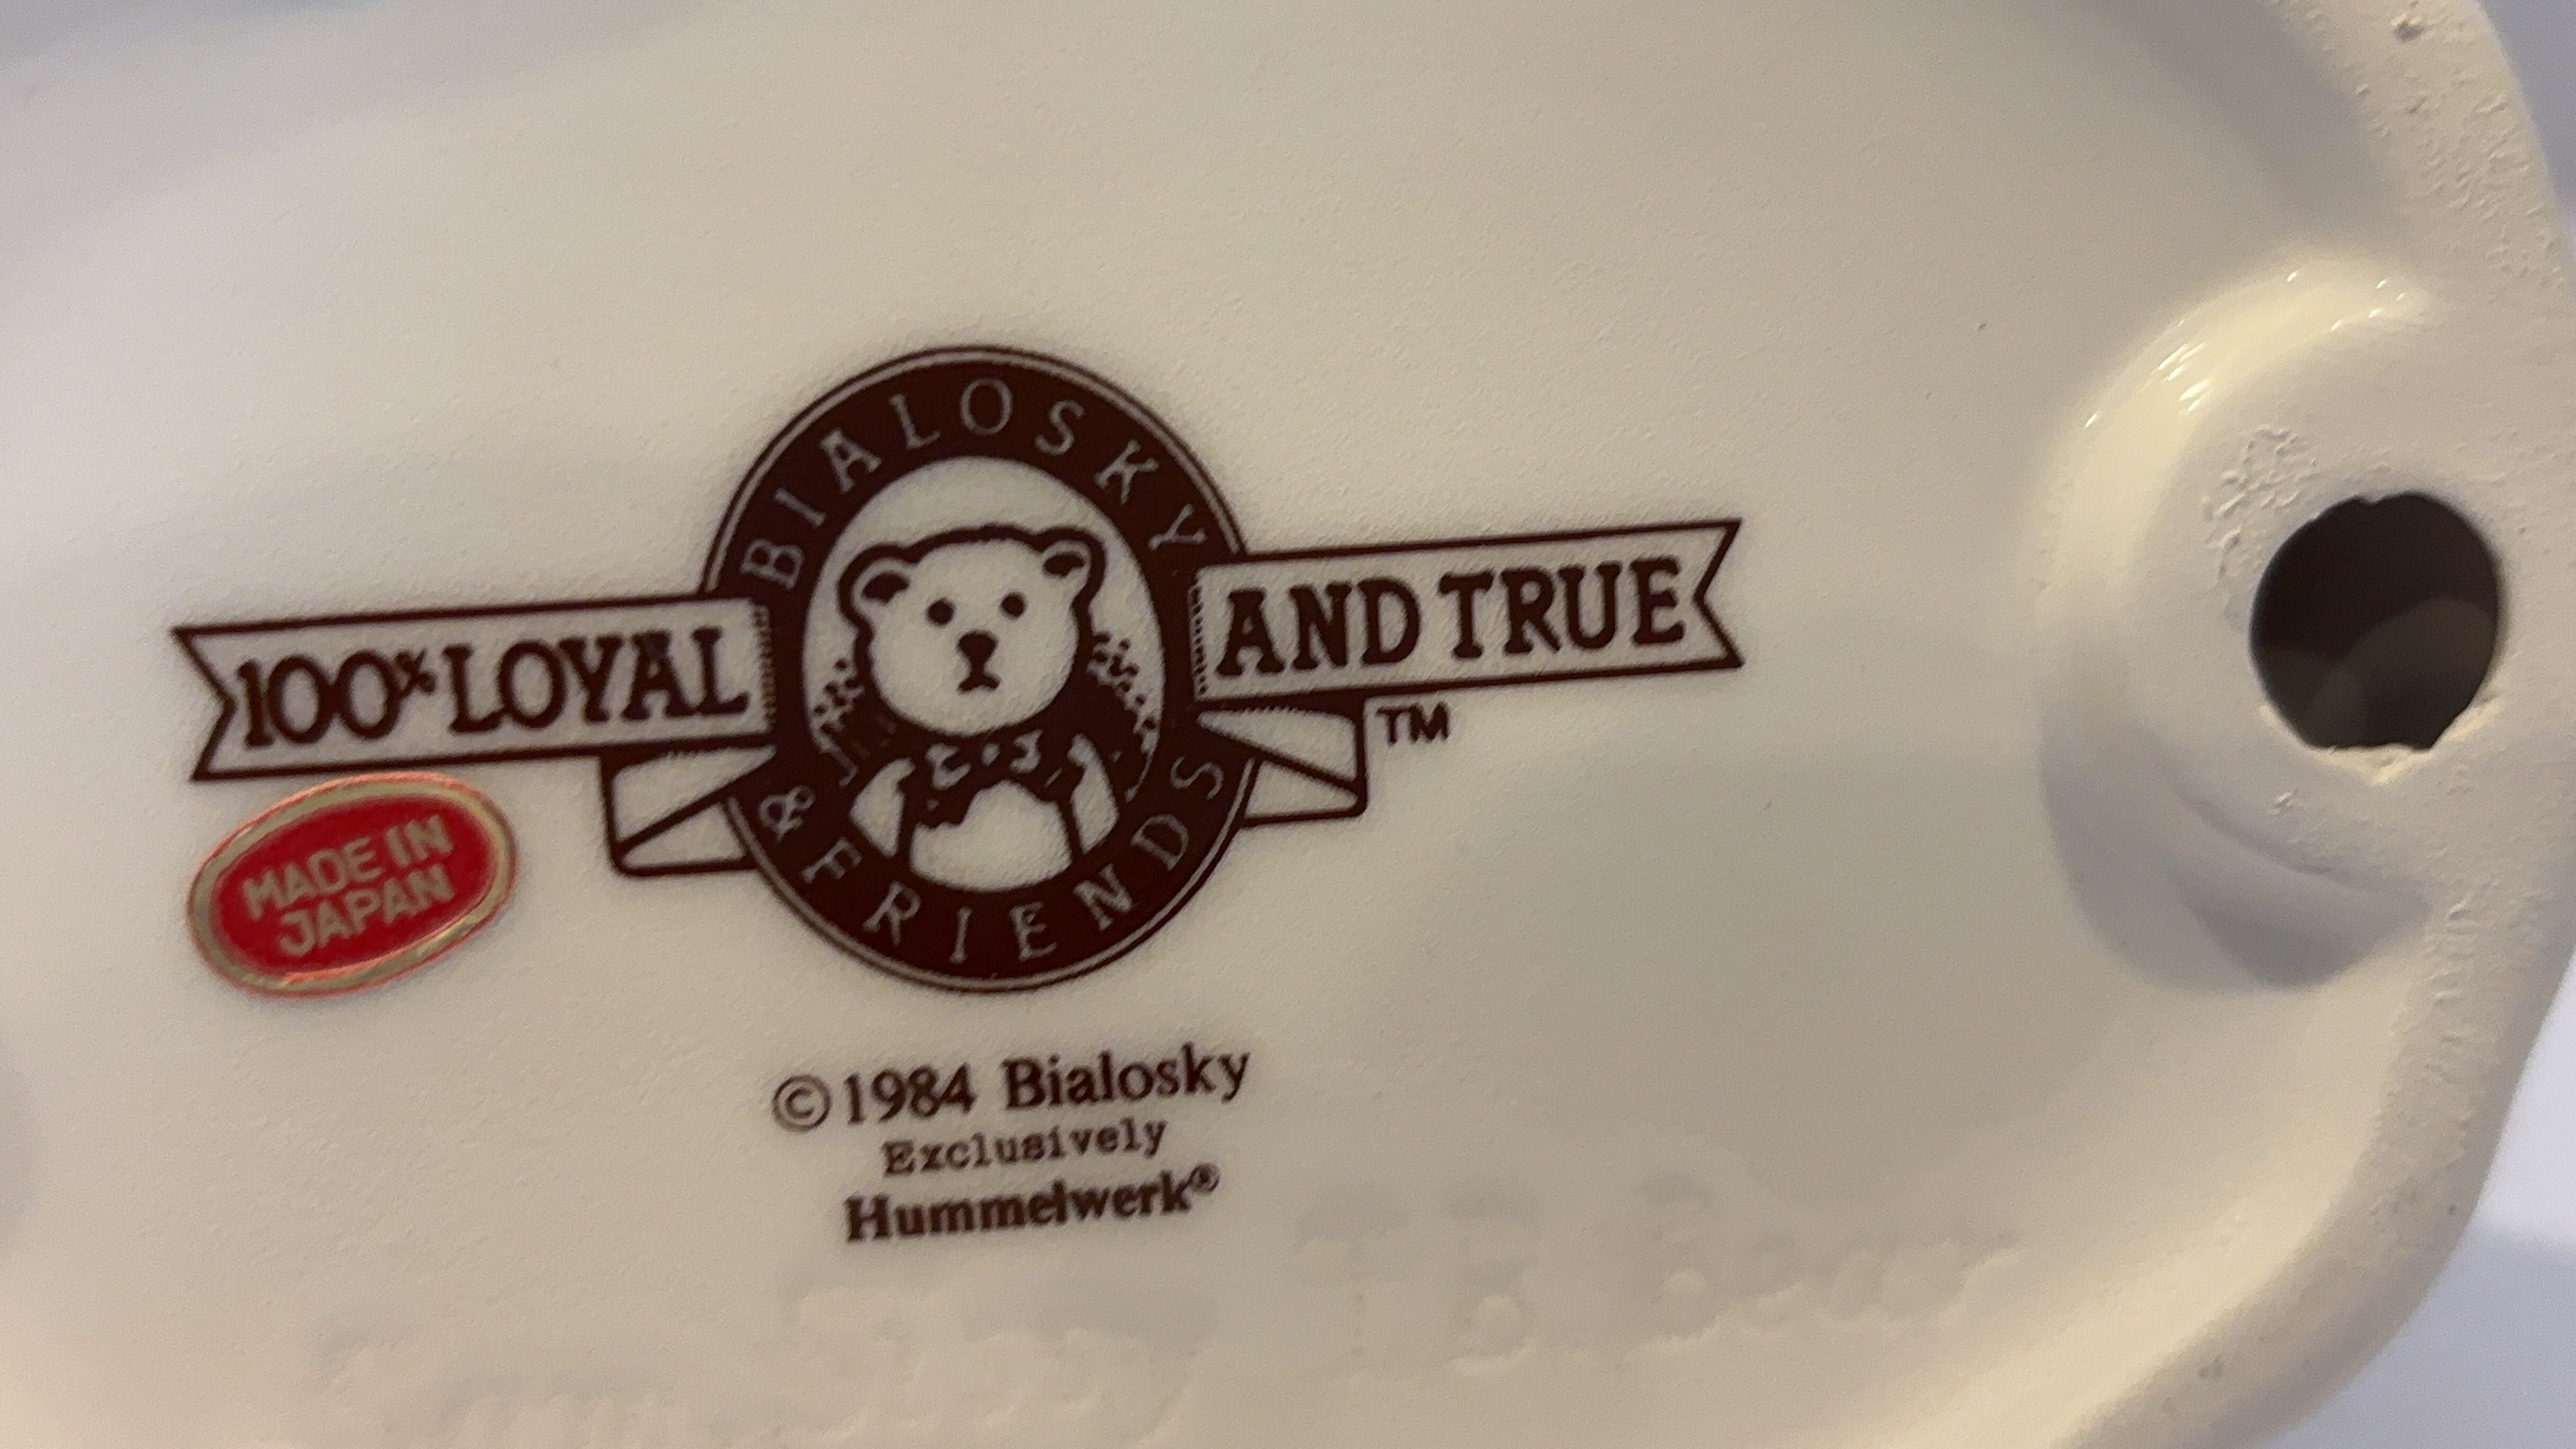 BIALOSKY
100% LOYAL AND TRUE TM
& FRIENDS
MADE IN
JAPAN
©1984 Bialosky
Exclusively
Hummelwerk®